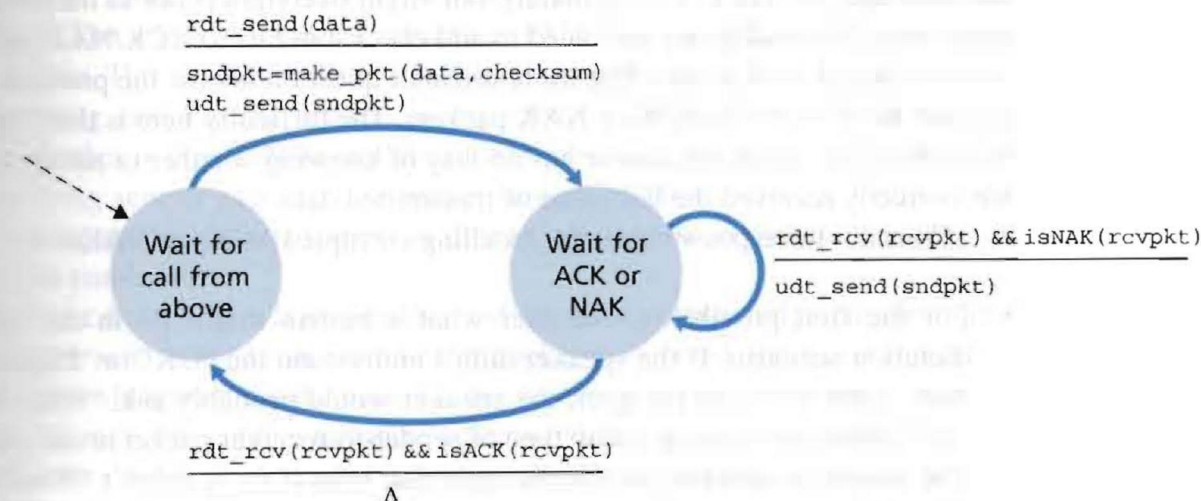 rdt_send(data)
sndpkt=make_pkt(data,checksum)
udt_send(sndpkt)
Wait for
call from
above
Wait for
ACK or
NAK
rdt_rcv(rcvpkt) && isNAK(rcvpkt)
udt_send(sndpkt)
rdt_rcv(rcvpkt) && isACK(rcvpkt)
Λ